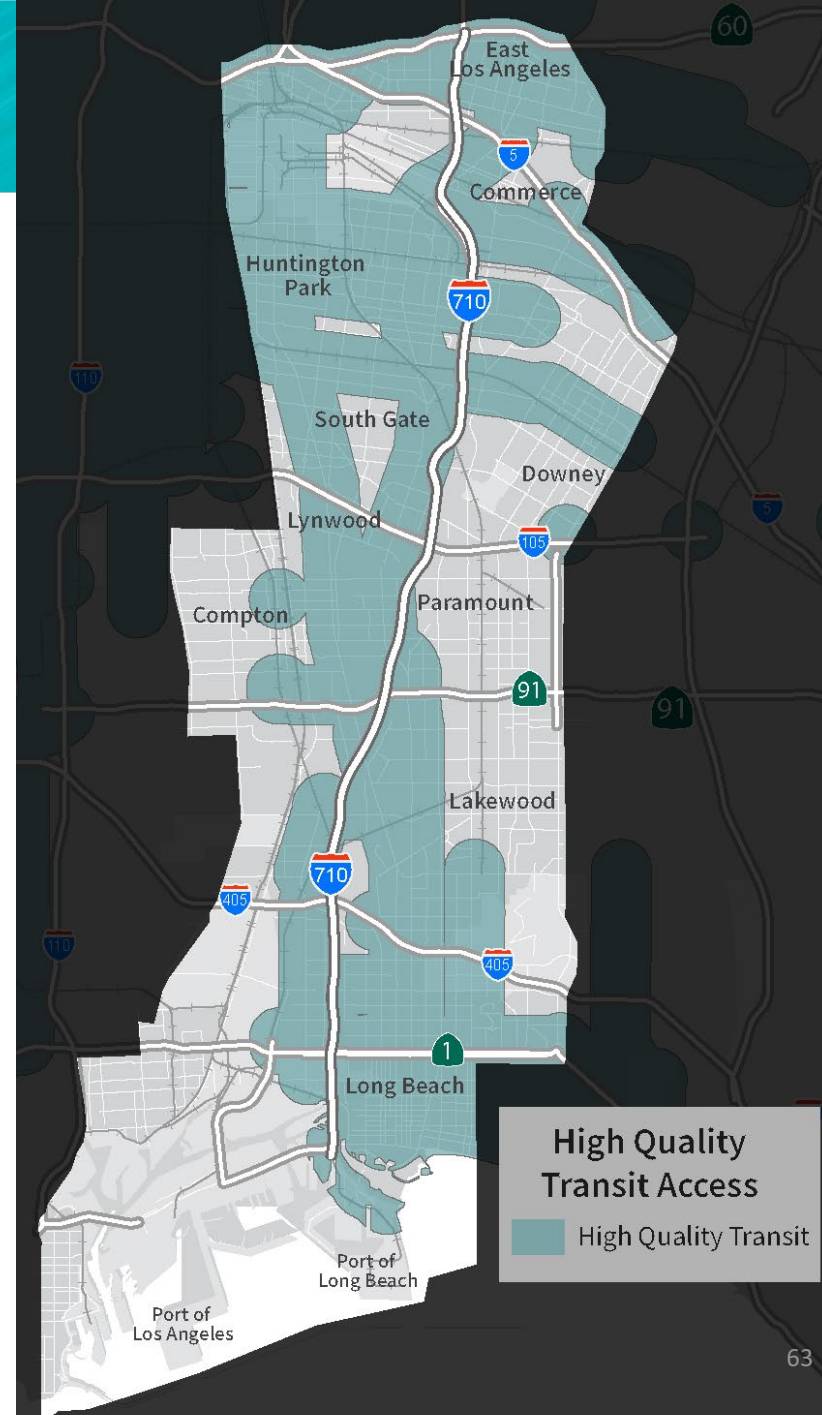 60
East
Los Angeles
5
Commerce
Huntington
Park
710
110
South Gate
Downey
5
Lynwood
105
Compton
Paramount
91
91
Lakewood
710
405
110
405
1
Long Beach
High Quality
Transit Access
High Quality Transit
Port of
Long Beach
Port of
Los Angeles
63